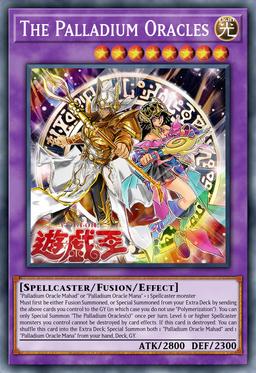 THE PALLADIUM ORACLES
LIGHT
光
遊戯王
[SPELLCASTER/FUSION/EFFECT]
"Palladium Oracle Mahad" or "Palladium Oracle Mana" + 1 Spellcaster monster
Must first be either Fusion Summoned, or Special Summoned from your Extra Deck by sending
the above cards you control to the GY (in which case you do not use "Polymerization"). You can
only Special Summon "The Palladium Oracles(s)" once per turn. Level 6 or higher Spellcaster
monsters you control cannot be destroyed by card effects. If this card is destroyed: You can
shuffle this card into the Extra Deck; Special Summon both 1 "Palladium Oracle Mahad" and 1
"Palladium Oracle Mana" from your hand, Deck, GY.
ATK/2800 DEF/2300